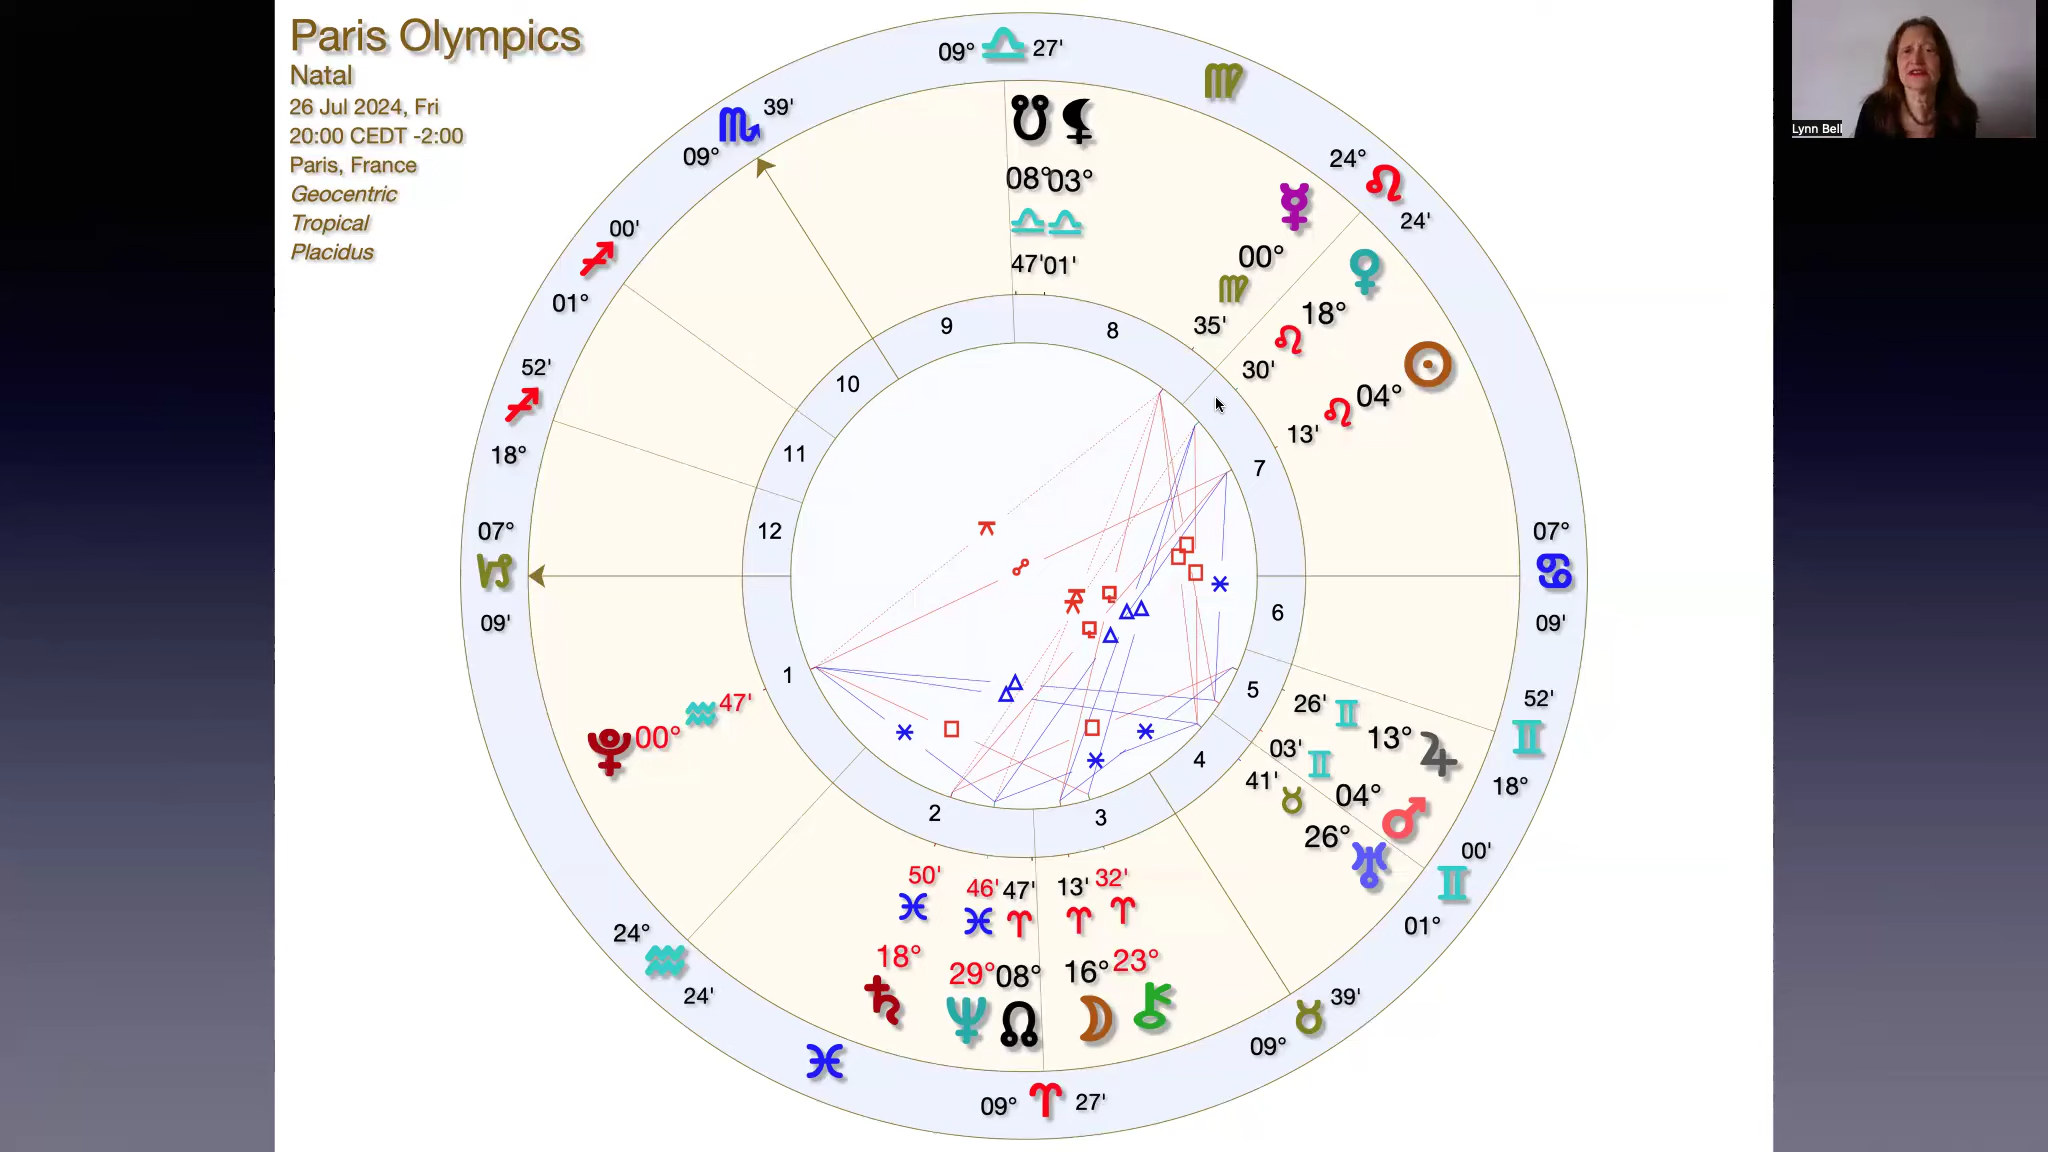 Paris Olympics
Natal
26 Jul 2024, Fri
20:00 CEDT -2:00
Paris, France
Geocentric
Tropical
Placidus
Lynn Bell
09° ♎ 27'
♍
24° ♌ 24'
07° ♋ 09'
52' ♊ 18°
00' ♊ 01°
39' ♉ 09°
09° ♈ 27'
♓
24° ♒ 24'
07° ♑ 09'
52' ♐ 18°
00' ♐ 01°
39' ♏ 09°
☋ 08° ♎ 47'
⚸ 03° ♎ 01'
☿ 00° ♍ 35'
♀ 18° ♌ 30'
☉ 04° ♌ 13'
26' ♊ 13° ♃
03' ♊ 04° ♂
41' ♉ 26° ♅
32' ♈ 23° ⚷
13' ♈ 16° ☽
47' ♈ 08° ☊
46' ♓ 29° ♆
50' ♓ 18° ♄
♇ 00° ♒ 47'
1
2
3
4
5
6
7
8
9
10
11
12